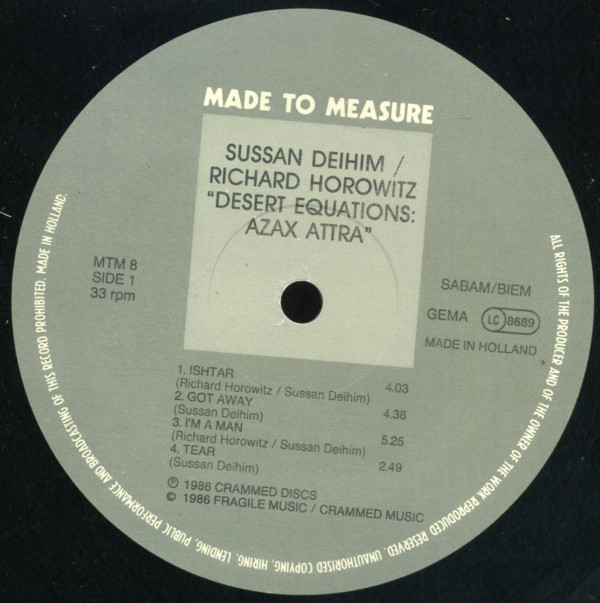 MADE TO MEASURE
SUSSAN DEIHIM /
RICHARD HOROWITZ
"DESERT EQUATIONS:
AZAX ATTRA"
MTM 8
SIDE 1
33 rpm
SABAM/BIEM
GEMA LC 8689
MADE IN HOLLAND
1. ISHTAR
(Richard Horowitz / Sussan Deihim) 4.03
2. GOT AWAY
(Sussan Deihim) 4.38
3. I'M A MAN
(Richard Horowitz / Sussan Deihim) 5.25
4. TEAR
(Sussan Deihim) 2.49
℗ 1986 CRAMMED DISCS
© 1986 FRAGILE MUSIC / CRAMMED MUSIC
ALL RIGHTS OF THE PRODUCER AND OF THE OWNER OF THE WORK REPRODUCED RESERVED. UNAUTHORISED COPYING, HIRING, LENDING, PUBLIC PERFORMANCE AND BROADCASTING OF THIS RECORD PROHIBITED. MADE IN HOLLAND.